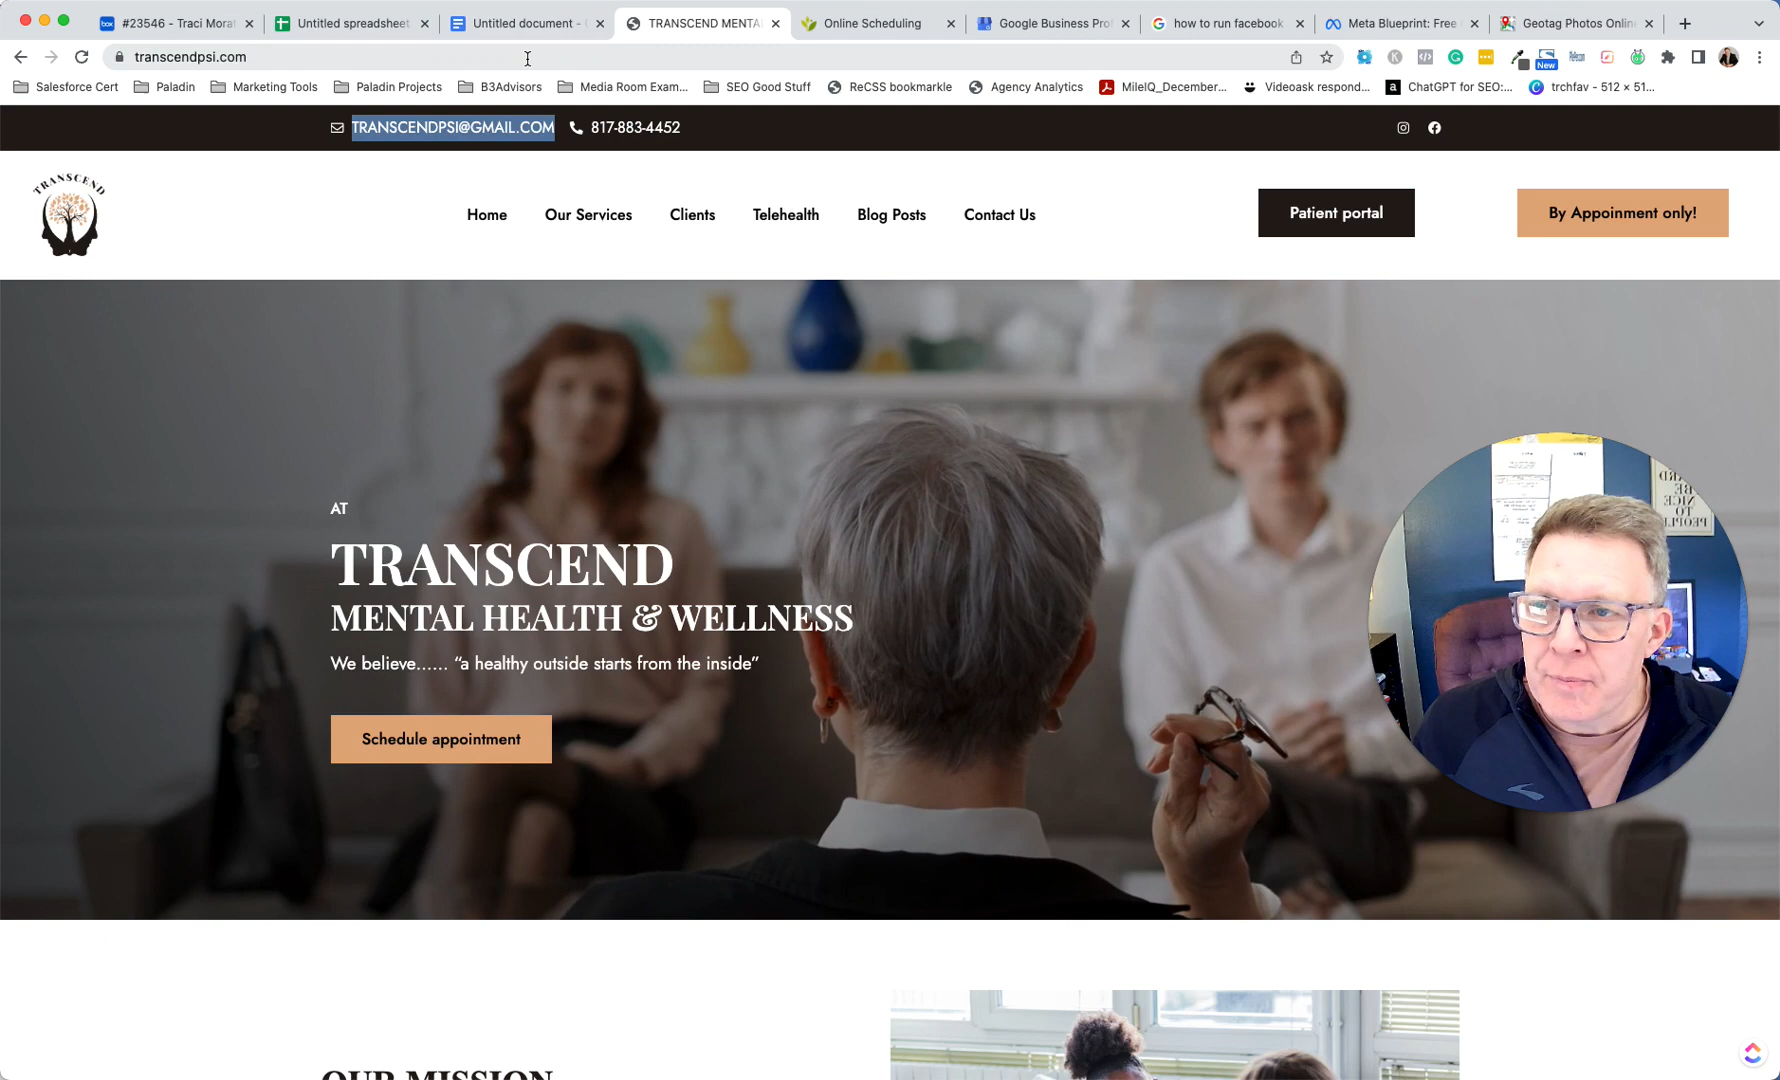 #23546 - Traci Morat
Untitled spreadsheet
Untitled document -
TRANSCEND MENTA
Online Scheduling
Google Business Prof
how to run facebook
Meta Blueprint: Free
Geotag Photos Onlin
transcendpsi.com
New
Salesforce Cert
Paladin
Marketing Tools
Paladin Projects
B3Advisors
Media Room Exam...
SEO Good Stuff
ReCSS bookmarkle
Agency Analytics
MileIQ_December...
Videoask respond...
ChatGPT for SEO:...
trchfav - 512 × 51...
TRANSCENDPSI@GMAIL.COM
817-883-4452
TRANSCEND
Home
Our Services
Clients
Telehealth
Blog Posts
Contact Us
Patient portal
By Appoinment only!
AT
TRANSCEND
MENTAL HEALTH & WELLNESS
We believe…… “a healthy outside starts from the inside”
Schedule appointment
OUR MISSION